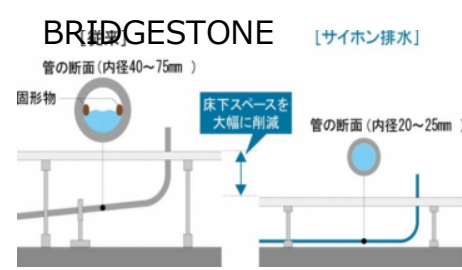 BRIDGESTONE
[従来]
[サイホン排水]
管の断面(内径40〜75mm )
固形物
床下スペースを
大幅に削減
管の断面(内径20〜25mm )